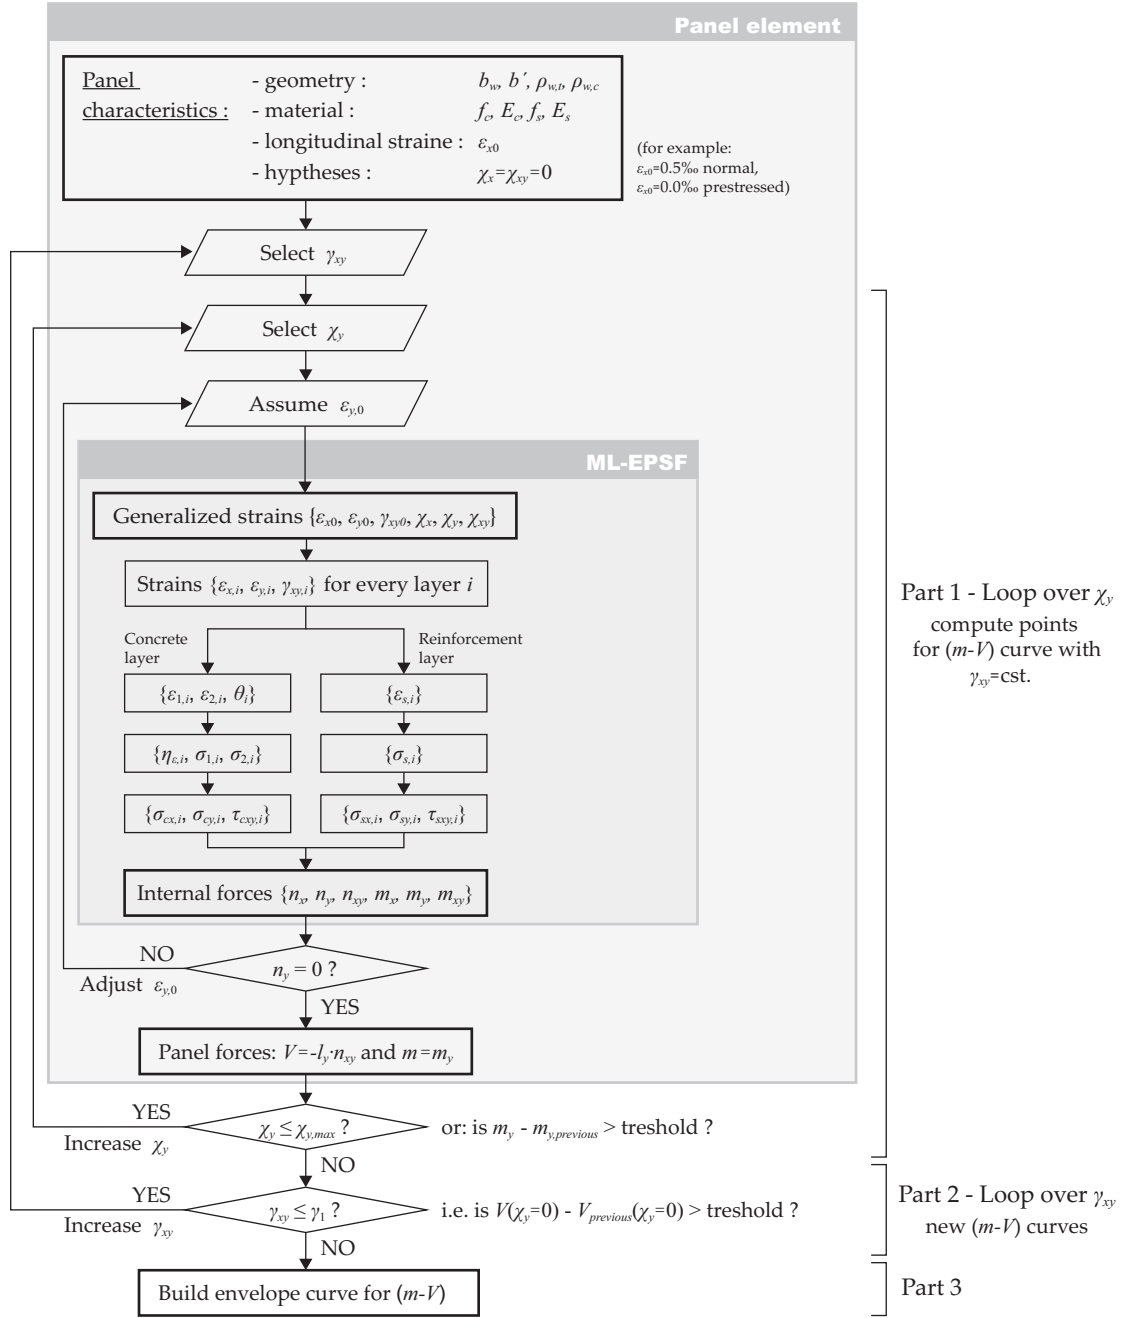 Panel element
Panel - geometry : b_w, b´, ρ_w,t, ρ_w,c
characteristics : - material : f_c, E_c, f_s, E_s
- longitudinal straine : ε_x0
- hyptheses : χ_x=χ_xy=0
(for example:
ε_x0=0.5‰ normal,
ε_x0=0.0‰ prestressed)
Select γ_xy
Select χ_y
Assume ε_y,0
ML-EPSF
Generalized strains {ε_x0, ε_y0, γ_xy0, χ_x, χ_y, χ_xy}
Strains {ε_x,i, ε_y,i, γ_xy,i} for every layer i
Concrete
layer
Reinforcement
layer
{ε_1,i, ε_2,i, θ_i}
{ε_s,i}
{η_ε,i, σ_1,i, σ_2,i}
{σ_s,i}
{σ_cx,i, σ_cy,i, τ_cxy,i}
{σ_sx,i, σ_sy,i, τ_sxy,i}
Internal forces {n_x, n_y, n_xy, m_x, m_y, m_xy}
NO
n_y = 0 ?
Adjust ε_y,0
YES
Panel forces: V=-l_y·n_xy and m=m_y
YES
χ_y ≤ χ_y,max ?
or: is m_y - m_y,previous > treshold ?
Increase χ_y
NO
YES
γ_xy ≤ γ_1 ?
i.e. is V(χ_y=0) - V_previous(χ_y=0) > treshold ?
Increase γ_xy
NO
Build envelope curve for (m-V)
Part 1 - Loop over χ_y
compute points
for (m-V) curve with
γ_xy=cst.
Part 2 - Loop over γ_xy
new (m-V) curves
Part 3